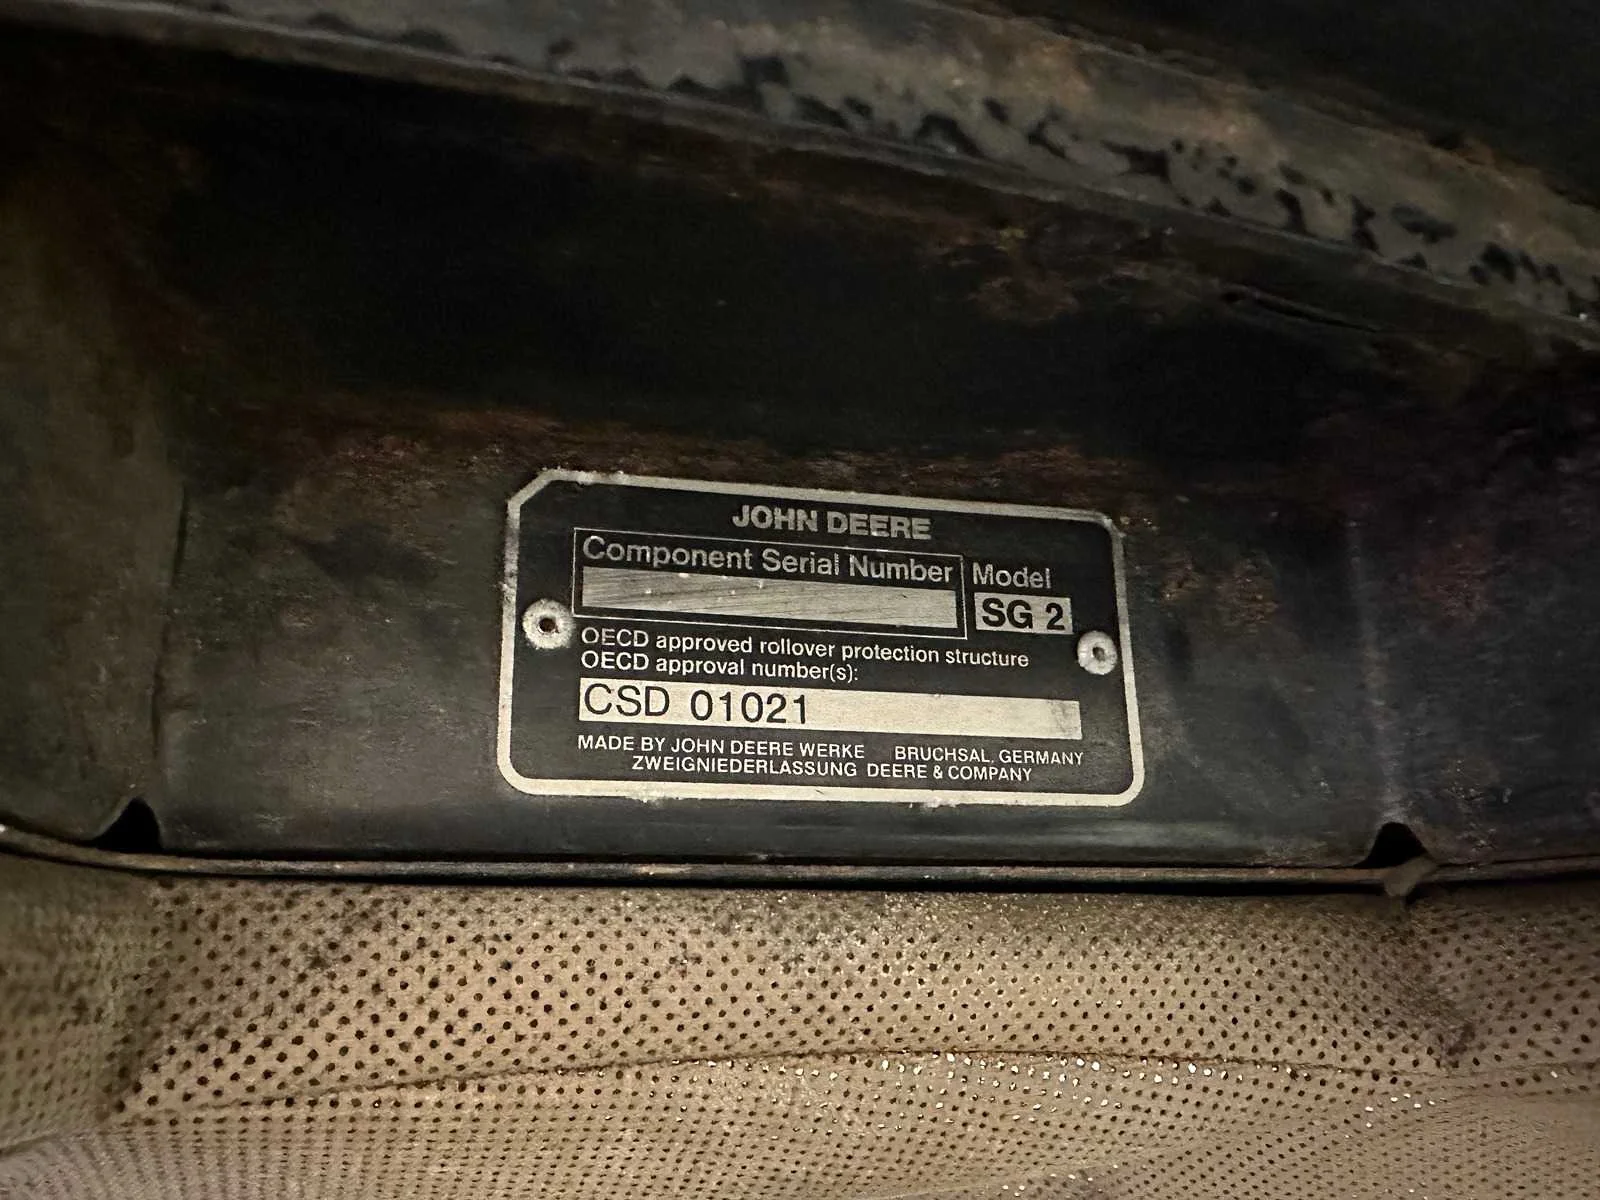 JOHN DEERE
Component Serial Number Model
SG 2
OECD approved rollover protection structure
OECD approval number(s):
CSD 01021
MADE BY JOHN DEERE WERKE BRUCHSAL, GERMANY
ZWEIGNIEDERLASSUNG DEERE & COMPANY